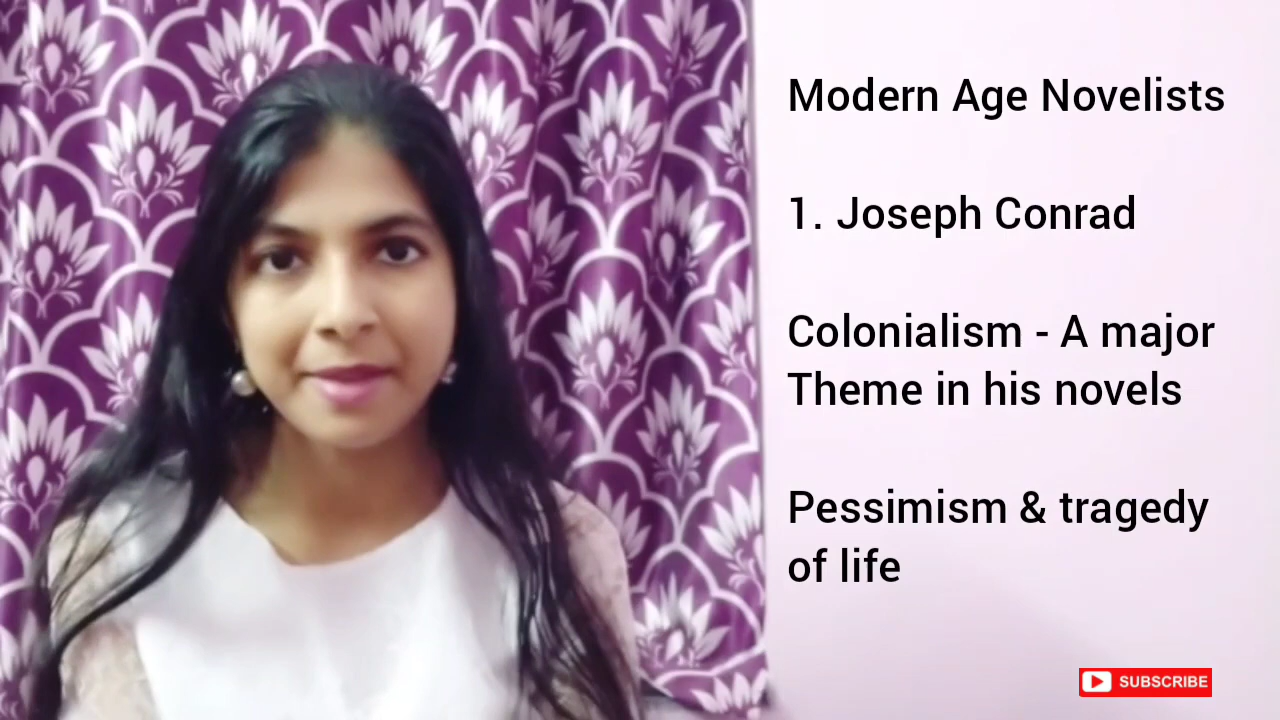 Modern Age Novelists
1. Joseph Conrad
Colonialism - A major
Theme in his novels
Pessimism & tragedy
of life
SUBSCRIBE